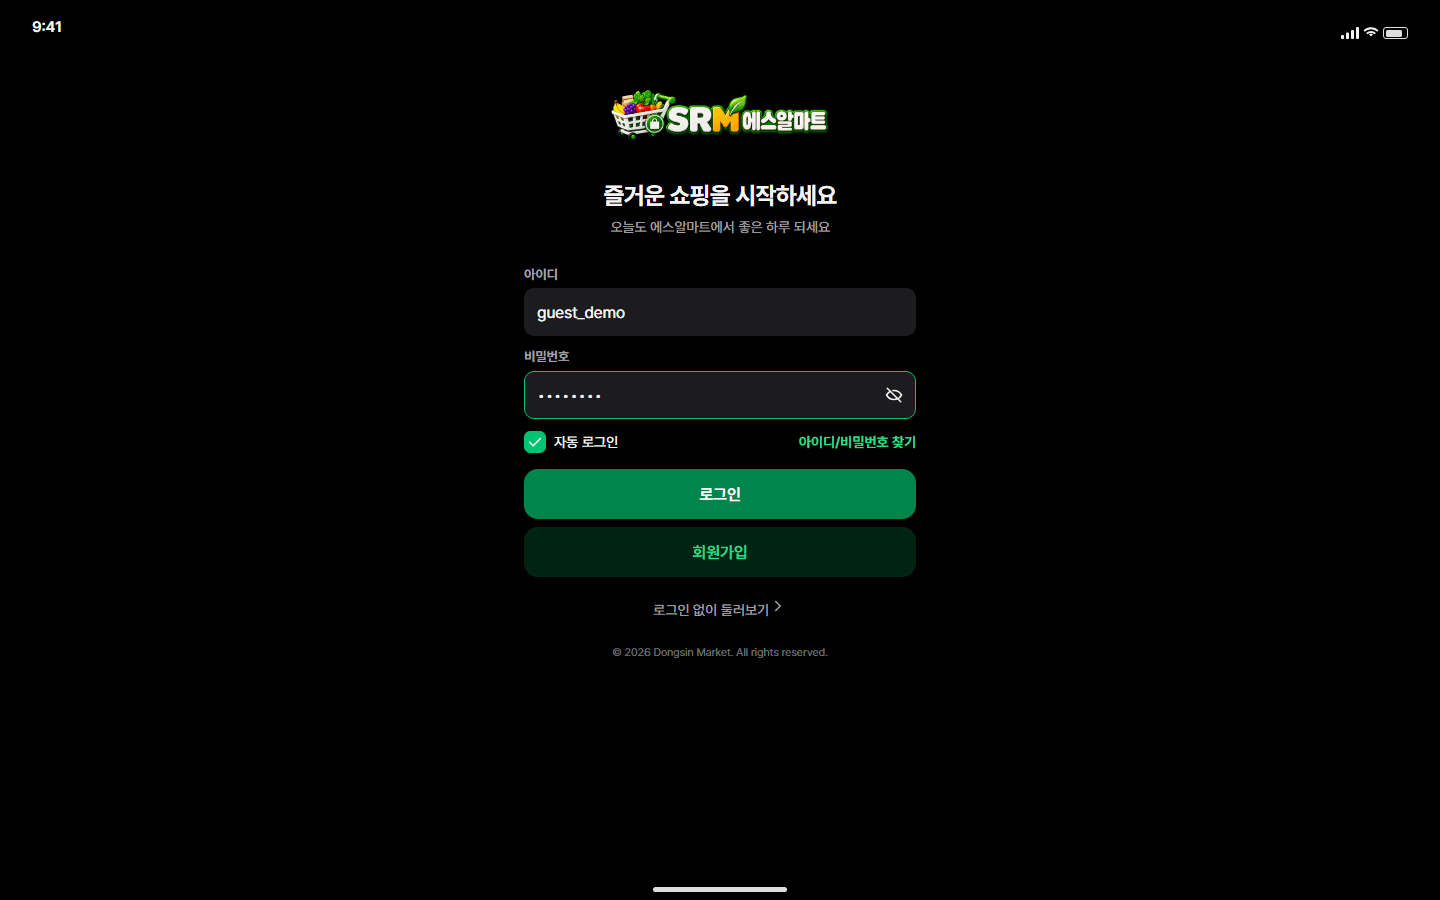 9:41
SRM 에스알마트
즐거운 쇼핑을 시작하세요
오늘도 에스알마트에서 좋은 하루 되세요
아이디
guest_demo
비밀번호
••••••••
자동 로그인
아이디/비밀번호 찾기
로그인
회원가입
로그인 없이 둘러보기
© 2026 Dongsin Market. All rights reserved.